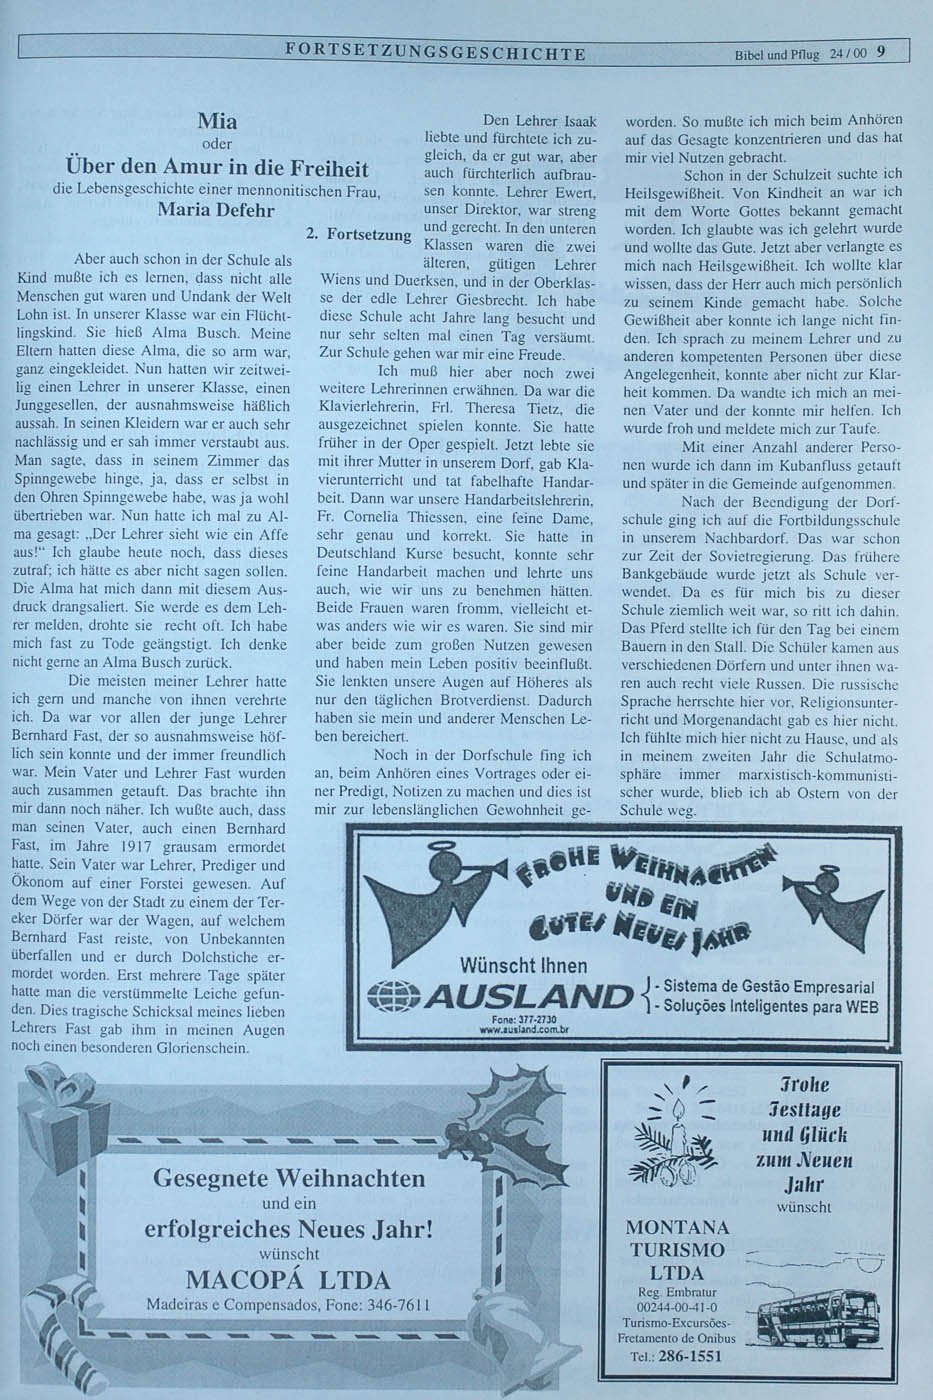 FORTSETZUNGSGESCHICHTE
Bibel und Pflug 24/00 9
Mia
oder
Über den Amur in die Freiheit
die Lebensgeschichte einer mennonitischen Frau,
Maria Defehr
2. Fortsetzung
Aber auch schon in der Schule als
Kind mußte ich es lernen, dass nicht alle
Menschen gut waren und Undank der Welt
Lohn ist. In unserer Klasse war ein Flücht-
lingskind. Sie hieß Alma Busch. Meine
Eltern hatten diese Alma, die so arm war,
ganz eingekleidet. Nun hatten wir zeitwei-
lig einen Lehrer in unserer Klasse, einen
Junggesellen, der ausnahmsweise häßlich
aussah. In seinen Kleidern war er auch sehr
nachlässig und er sah immer verstaubt aus.
Man sagte, dass in seinem Zimmer das
Spinngewebe hinge, ja, dass er selbst in
den Ohren Spinngewebe habe, was ja wohl
übertrieben war. Nun hatte ich mal zu Al-
ma gesagt: „Der Lehrer sieht wie ein Affe
aus!“ Ich glaube heute noch, dass dieses
zutraf; ich hätte es aber nicht sagen sollen.
Die Alma hat mich dann mit diesem Aus-
druck drangsaliert. Sie werde es dem Leh-
rer melden, drohte sie recht oft. Ich habe
mich fast zu Tode geängstigt. Ich denke
nicht gerne an Alma Busch zurück.
Die meisten meiner Lehrer hatte
ich gern und manche von ihnen verehrte
ich. Da war vor allen der junge Lehrer
Bernhard Fast, der so ausnahmsweise höf-
lich sein konnte und der immer freundlich
war. Mein Vater und Lehrer Fast wurden
auch zusammen getauft. Das brachte ihn
mir dann noch näher. Ich wußte auch, dass
man seinen Vater, auch einen Bernhard
Fast, im Jahre 1917 grausam ermordet
hatte. Sein Vater war Lehrer, Prediger und
Ökonom auf einer Forstei gewesen. Auf
dem Wege von der Stadt zu einem der Ter-
eker Dörfer war der Wagen, auf welchem
Bernhard Fast reiste, von Unbekannten
überfallen und er durch Dolchstiche er-
mordet worden. Erst mehrere Tage später
hatte man die verstümmelte Leiche gefun-
den. Dies tragische Schicksal meines lieben
Lehrers Fast gab ihm in meinen Augen
noch einen besonderen Glorienschein.
Den Lehrer Isaak
liebte und fürchtete ich zu-
gleich, da er gut war, aber
auch fürchterlich aufbrau-
sen konnte. Lehrer Ewert,
unser Direktor, war streng
und gerecht. In den unteren
Klassen waren die zwei
älteren, gütigen Lehrer
Wiens und Duerksen, und in der Oberklas-
se der edle Lehrer Giesbrecht. Ich habe
diese Schule acht Jahre lang besucht und
nur sehr selten mal einen Tag versäumt.
Zur Schule gehen war mir eine Freude.
Ich muß hier aber noch zwei
weitere Lehrerinnen erwähnen. Da war die
Klavierlehrerin, Frl. Theresa Tietz, die
ausgezeichnet spielen konnte. Sie hatte
früher in der Oper gespielt. Jetzt lebte sie
mit ihrer Mutter in unserem Dorf, gab Kla-
vierunterricht und tat fabelhafte Handar-
beit. Dann war unsere Handarbeitslehrerin,
Fr. Cornelia Thiessen, eine feine Dame,
sehr genau und korrekt. Sie hatte in
Deutschland Kurse besucht, konnte sehr
feine Handarbeit machen und lehrte uns
auch, wie wir uns zu benehmen hätten.
Beide Frauen waren fromm, vielleicht et-
was anders wie wir es waren. Sie sind mir
aber beide zum großen Nutzen gewesen
und haben mein Leben positiv beeinflußt.
Sie lenkten unsere Augen auf Höheres als
nur den täglichen Brotverdienst. Dadurch
haben sie mein und anderer Menschen Le-
ben bereichert.
Noch in der Dorfschule fing ich
an, beim Anhören eines Vortrages oder ei-
ner Predigt, Notizen zu machen und dies ist
mir zur lebenslänglichen Gewohnheit ge-
worden. So mußte ich mich beim Anhören
auf das Gesagte konzentrieren und das hat
mir viel Nutzen gebracht.
Schon in der Schulzeit suchte ich
Heilsgewißheit. Von Kindheit an war ich
mit dem Worte Gottes bekannt gemacht
worden. Ich glaubte was ich gelehrt wurde
und wollte das Gute. Jetzt aber verlangte es
mich nach Heilsgewißheit. Ich wollte klar
wissen, dass der Herr auch mich persönlich
zu seinem Kinde gemacht habe. Solche
Gewißheit aber konnte ich lange nicht fin-
den. Ich sprach zu meinem Lehrer und zu
anderen kompetenten Personen über diese
Angelegenheit, konnte aber nicht zur Klar-
heit kommen. Da wandte ich mich an mei-
nen Vater und der konnte mir helfen. Ich
wurde froh und meldete mich zur Taufe.
Mit einer Anzahl anderer Perso-
nen wurde ich dann im Kubanfluss getauft
und später in die Gemeinde aufgenommen.
Nach der Beendigung der Dorf-
schule ging ich auf die Fortbildungsschule
in unserem Nachbardorf. Das war schon
zur Zeit der Sovietregierung. Das frühere
Bankgebäude wurde jetzt als Schule ver-
wendet. Da es für mich bis zu dieser
Schule ziemlich weit war, so ritt ich dahin.
Das Pferd stellte ich für den Tag bei einem
Bauern in den Stall. Die Schüler kamen aus
verschiedenen Dörfern und unter ihnen wa-
ren auch recht viele Russen. Die russische
Sprache herrschte hier vor, Religionsunter-
richt und Morgenandacht gab es hier nicht.
Ich fühlte mich hier nicht zu Hause, und als
in meinem zweiten Jahr die Schulatmo-
sphäre immer marxistisch-kommunisti-
scher wurde, blieb ich ab Ostern von der
Schule weg.
FROHE WEIHNACHTEN
UND EIN
GUTES NEUES JAHR
Wünscht Ihnen
AUSLAND
Fone: 377-2730
www.ausland.com.br
- Sistema de Gestão Empresarial
- Soluções Inteligentes para WEB
Gesegnete Weihnachten
und ein
erfolgreiches Neues Jahr!
wünscht
MACOPÁ LTDA
Madeiras e Compensados, Fone: 346-7611
Frohe
Festtage
und Glück
zum Neuen
Jahr
wünscht
MONTANA
TURISMO
LTDA
Reg. Embratur
00244-00-41-0
Turismo-Excursões-
Fretamento de Onibus
Tel.: 286-1551